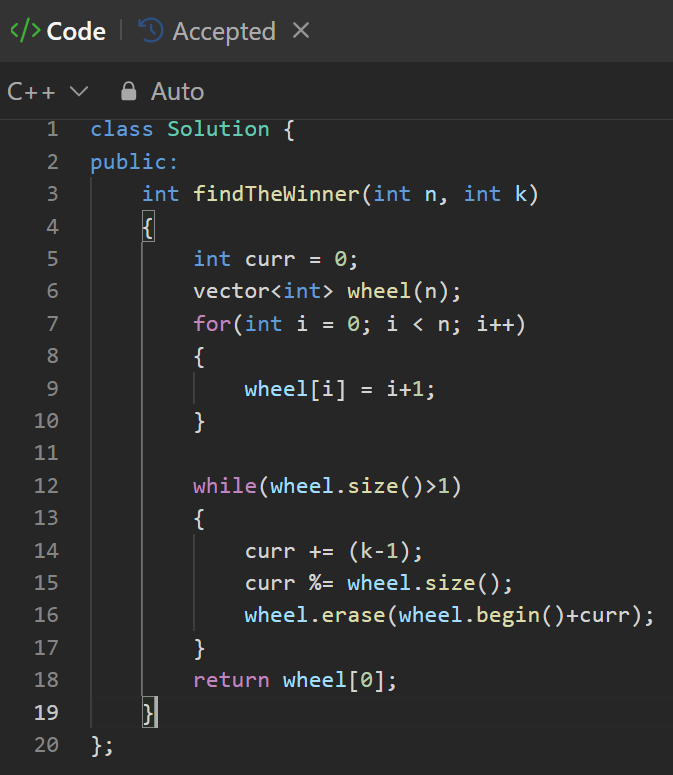 </> Code | Accepted ×
C++ Auto
1 class Solution {
2 public:
3     int findTheWinner(int n, int k)
4     {
5         int curr = 0;
6         vector<int> wheel(n);
7         for(int i = 0; i < n; i++)
8         {
9             wheel[i] = i+1;
10         }
11
12         while(wheel.size()>1)
13         {
14             curr += (k-1);
15             curr %= wheel.size();
16             wheel.erase(wheel.begin()+curr);
17         }
18         return wheel[0];
19     }
20 };